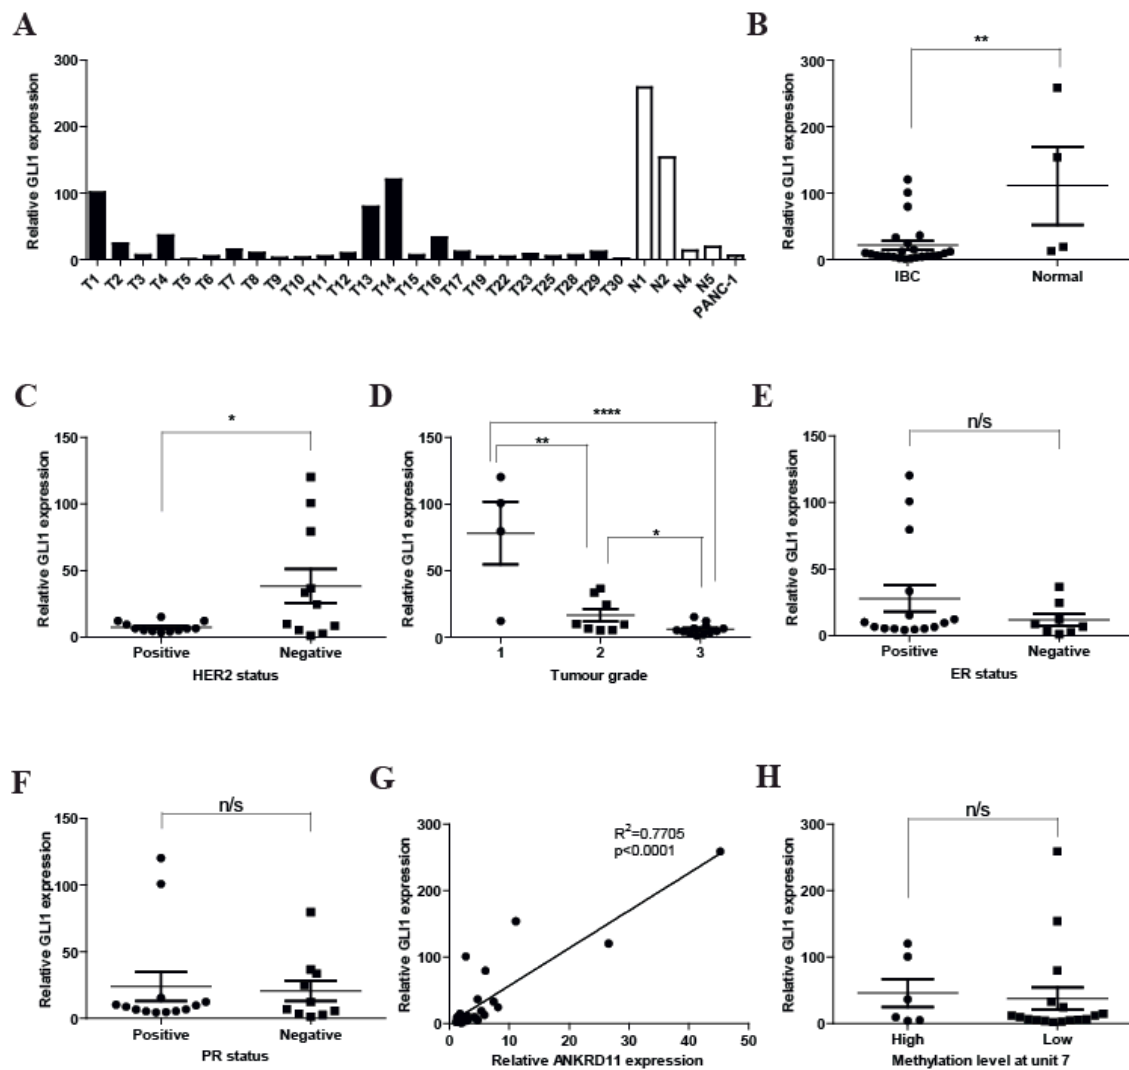 A
Relative GLI1 expression
300
200
100
0
T1 T2 T3 T4 T5 T6 T7 T8 T9 T10 T11 T12 T13 T14 T15 T16 T17 T19 T22 T23 T25 T28 T29 T30 N1 N2 N4 N5 PANC-1
B
**
Relative GLI1 expression
300
200
100
0
IBC Normal
C
*
Relative GLI1 expression
150
100
50
0
Positive Negative
HER2 status
D
****
**
*
Relative GLI1 expression
150
100
50
0
1 2 3
Tumour grade
E
n/s
Relative GLI1 expression
150
100
50
0
Positive Negative
ER status
F
n/s
Relative GLI1 expression
150
100
50
0
Positive Negative
PR status
G
R²=0.7705
p<0.0001
Relative GLI1 expression
300
200
100
0
0 10 20 30 40 50
Relative ANKRD11 expression
H
n/s
Relative GLI1 expression
300
200
100
0
High Low
Methylation level at unit 7